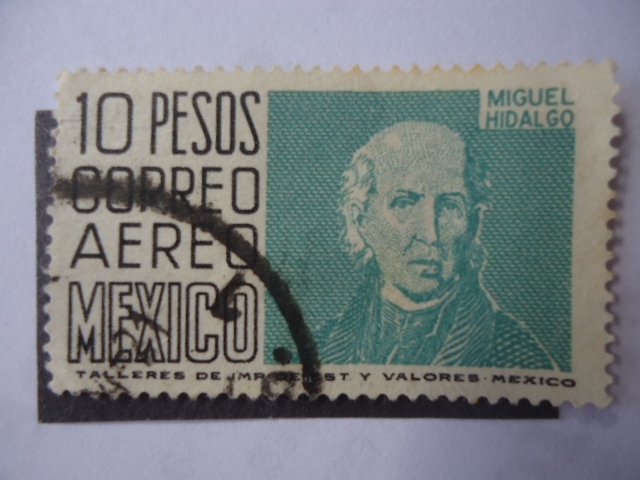 10 PESOS
CORREO
AEREO
MEXICO
MIGUEL
HIDALGO
TALLERES DE IMP. DE EST. Y VALORES-MEXICO